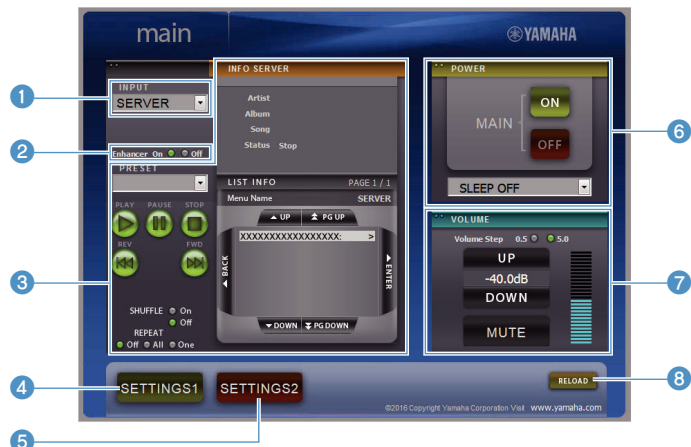 main
YAMAHA
INFO SERVER
POWER
INPUT
SERVER
Artist
Album
Song
Status Stop
ON
MAIN
OFF
Enhancer On Off
PRESET
LIST INFO PAGE 1 / 1
Menu Name SERVER
SLEEP OFF
PLAY PAUSE STOP
UP PG UP
XXXXXXXXXXXXXXXXX: >
BACK
ENTER
REV FWD
DOWN PG DOWN
SHUFFLE On
Off
REPEAT
Off All One
VOLUME
Volume Step 0.5 5.0
UP
-40.0dB
DOWN
MUTE
SETTINGS1
SETTINGS2
RELOAD
©2016 Copyright Yamaha Corporation Visit www.yamaha.com
1
2
3
4
5
6
7
8